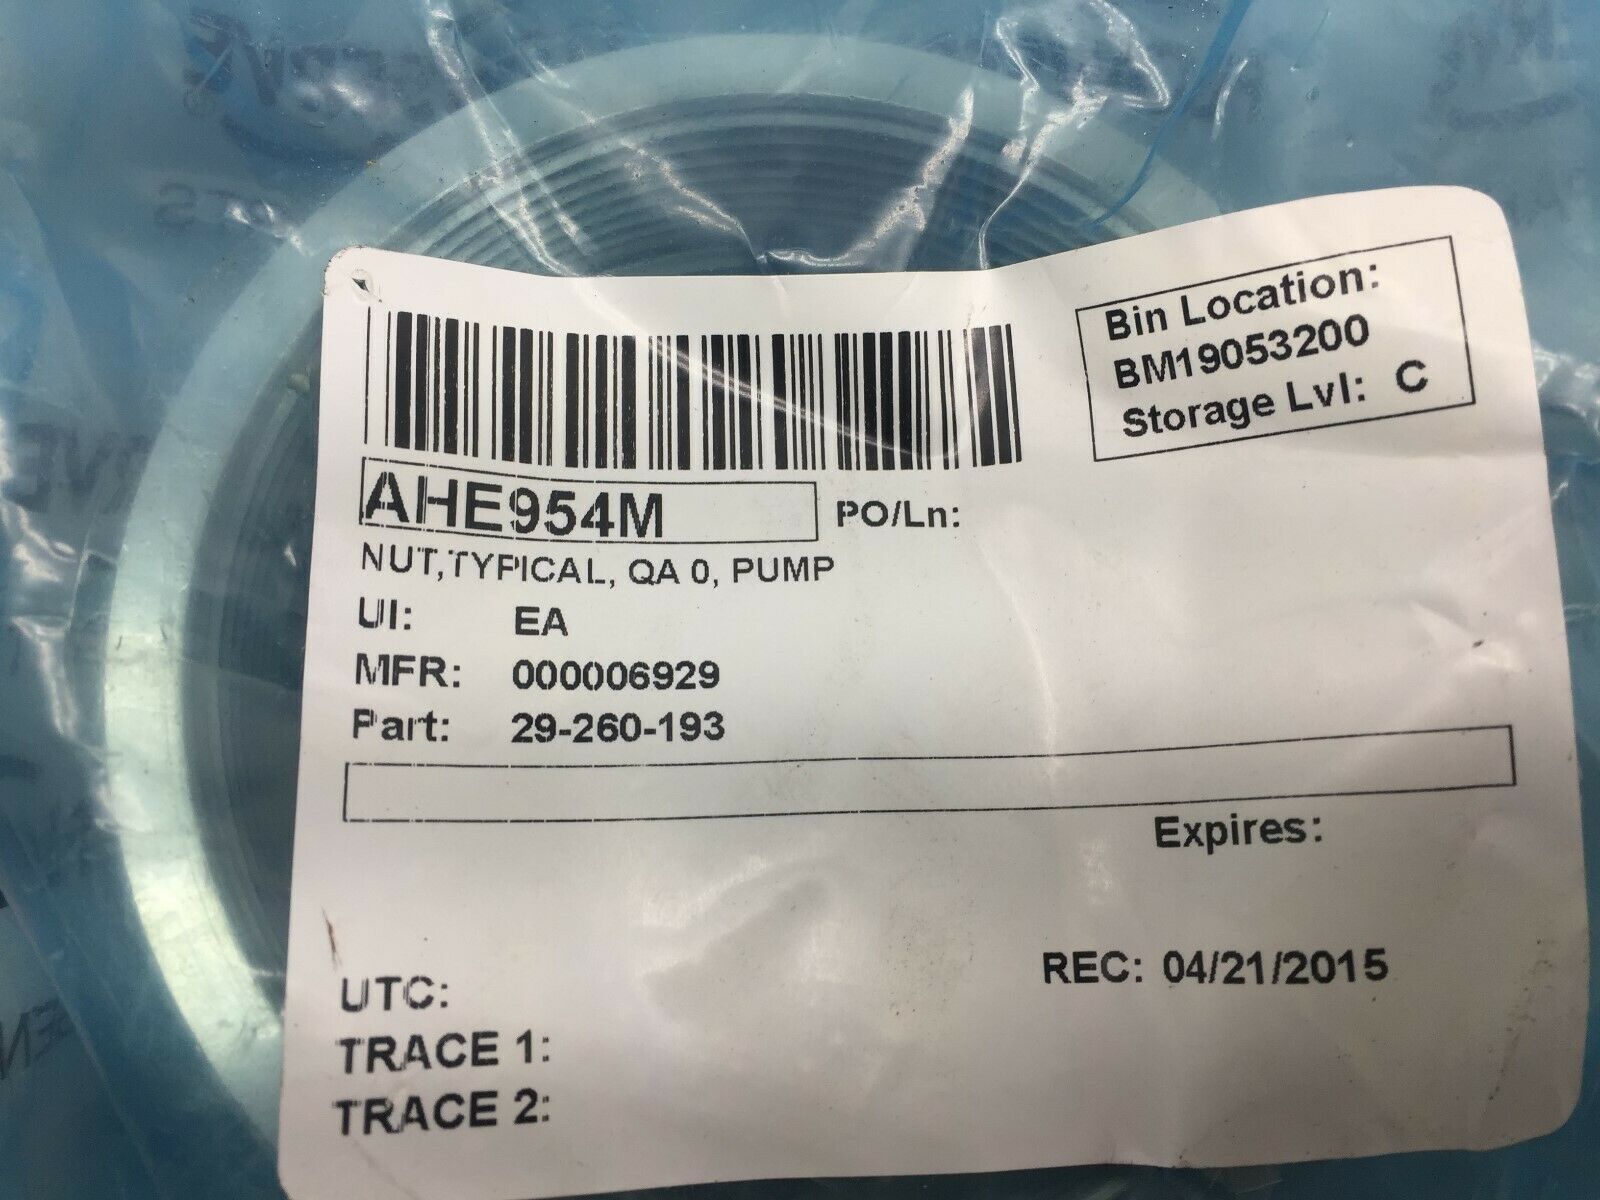 Bin Location:
BM19053200
Storage Lvl: C
AHE954M
PO/Ln:
NUT,TYPICAL, QA 0, PUMP
UI: EA
MFR: 000006929
Part: 29-260-193
Expires:
REC: 04/21/2015
UTC:
TRACE 1:
TRACE 2: